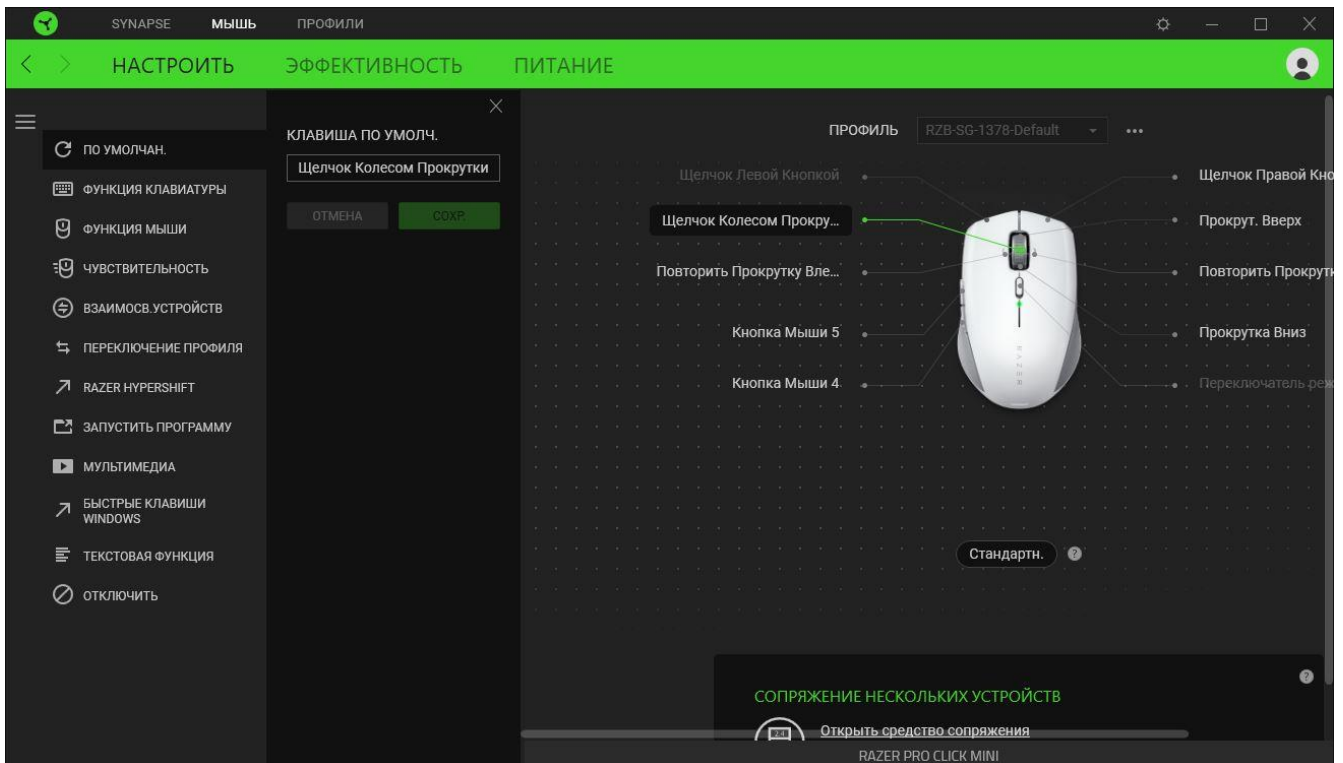 SYNAPSE МЫШЬ ПРОФИЛИ
НАСТРОИТЬ ЭФФЕКТИВНОСТЬ ПИТАНИЕ
ПО УМОЛЧАН.
ФУНКЦИЯ КЛАВИАТУРЫ
ФУНКЦИЯ МЫШИ
ЧУВСТВИТЕЛЬНОСТЬ
ВЗАИМОСВ.УСТРОЙСТВ
ПЕРЕКЛЮЧЕНИЕ ПРОФИЛЯ
RAZER HYPERSHIFT
ЗАПУСТИТЬ ПРОГРАММУ
МУЛЬТИМЕДИА
БЫСТРЫЕ КЛАВИШИ
WINDOWS
ТЕКСТОВАЯ ФУНКЦИЯ
ОТКЛЮЧИТЬ
КЛАВИША ПО УМОЛЧ.
Щелчок Колесом Прокрутки
ОТМЕНА СОХР.
ПРОФИЛЬ RZB-SG-1378-Default
Щелчок Левой Кнопкой
Щелчок Колесом Прокру...
Повторить Прокрутку Вле...
Кнопка Мыши 5
Кнопка Мыши 4
Щелчок Правой Кно
Прокрут. Вверх
Повторить Прокрутк
Прокрутка Вниз
Переключатель реж
RAZER
Стандартн.
СОПРЯЖЕНИЕ НЕСКОЛЬКИХ УСТРОЙСТВ
2.4
Открыть средство сопряжения
RAZER PRO CLICK MINI